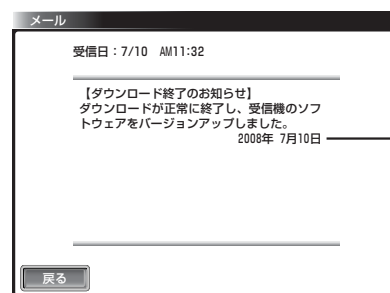 メール
受信日：7/10 AM11:32
【ダウンロード終了のお知らせ】
ダウンロードが正常に終了し、受信機のソフ
トウェアをバージョンアップしました。
2008年 7月10日
戻る